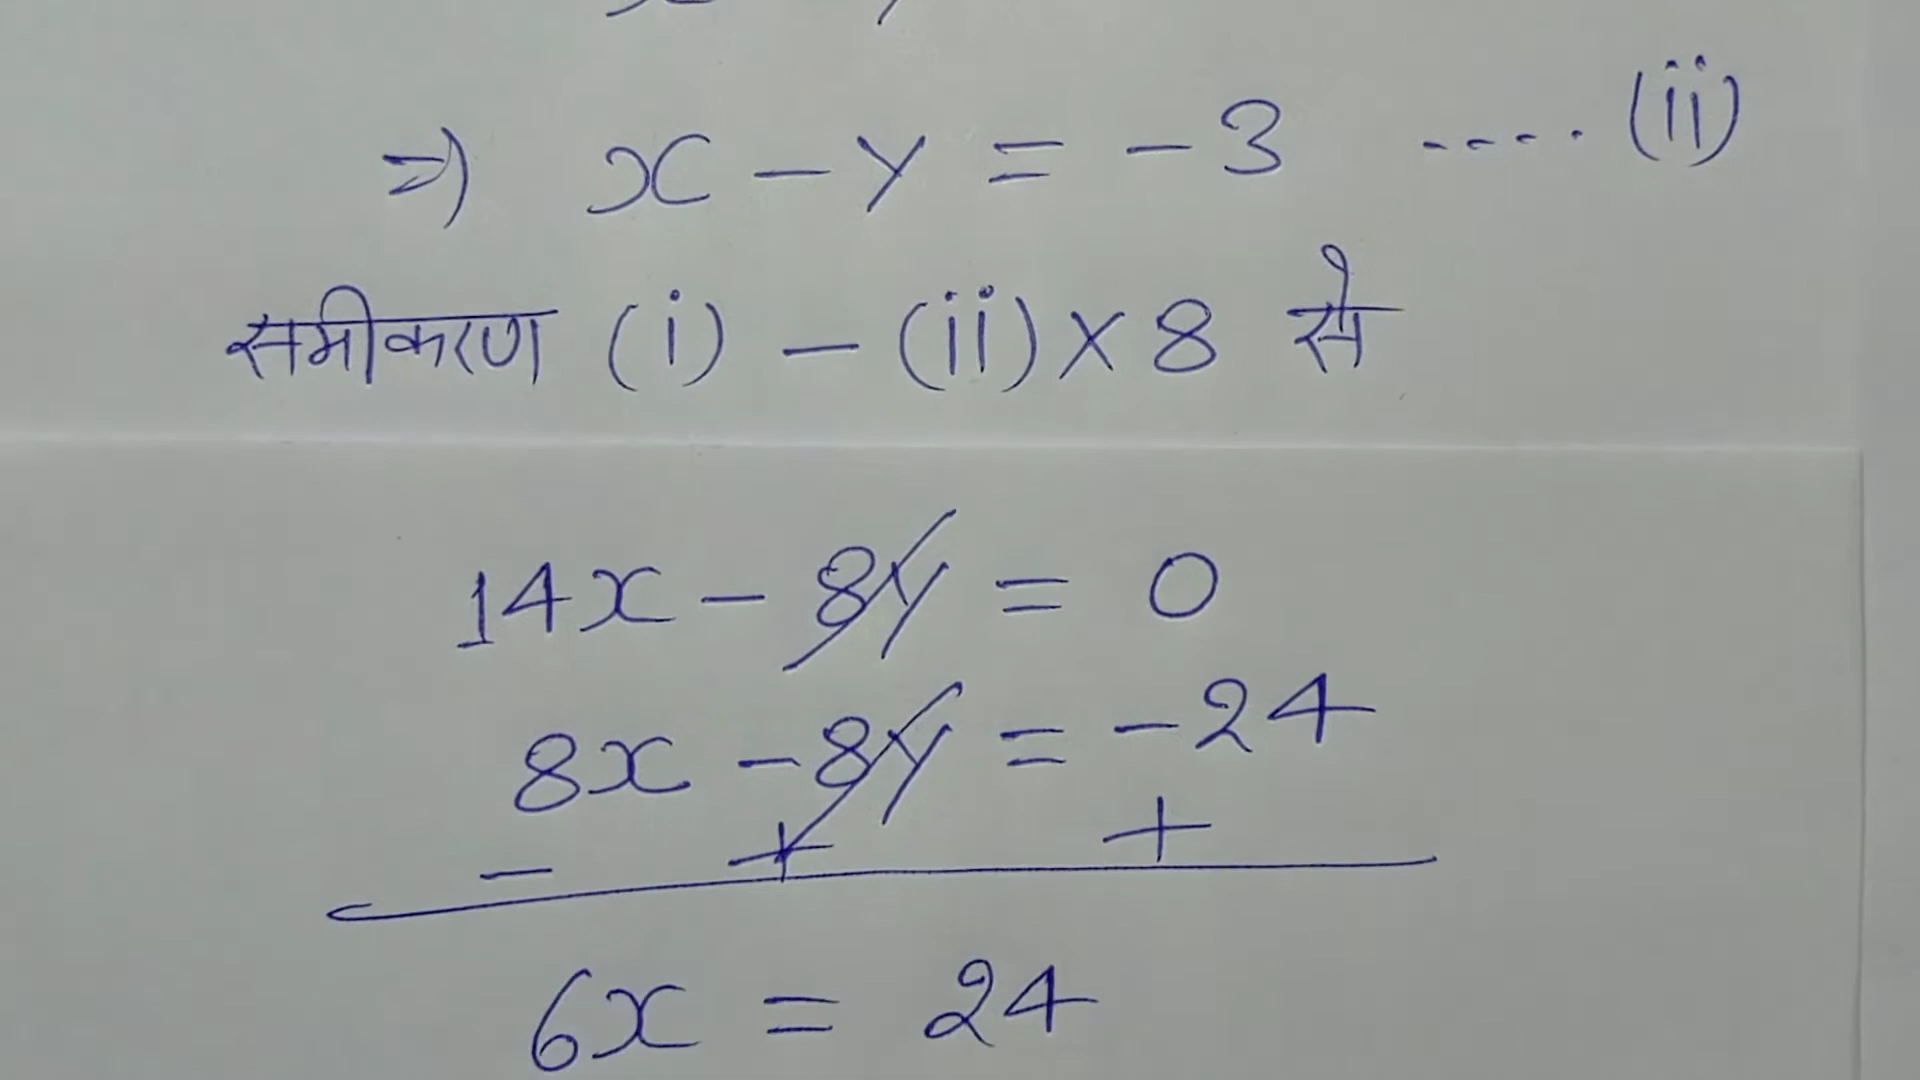 ⇒ x - y = -3 ..... (ii)
समीकरण (i) - (ii) × 8 से
14x - 8y = 0
8x - 8y = -24
- + +
6x = 24